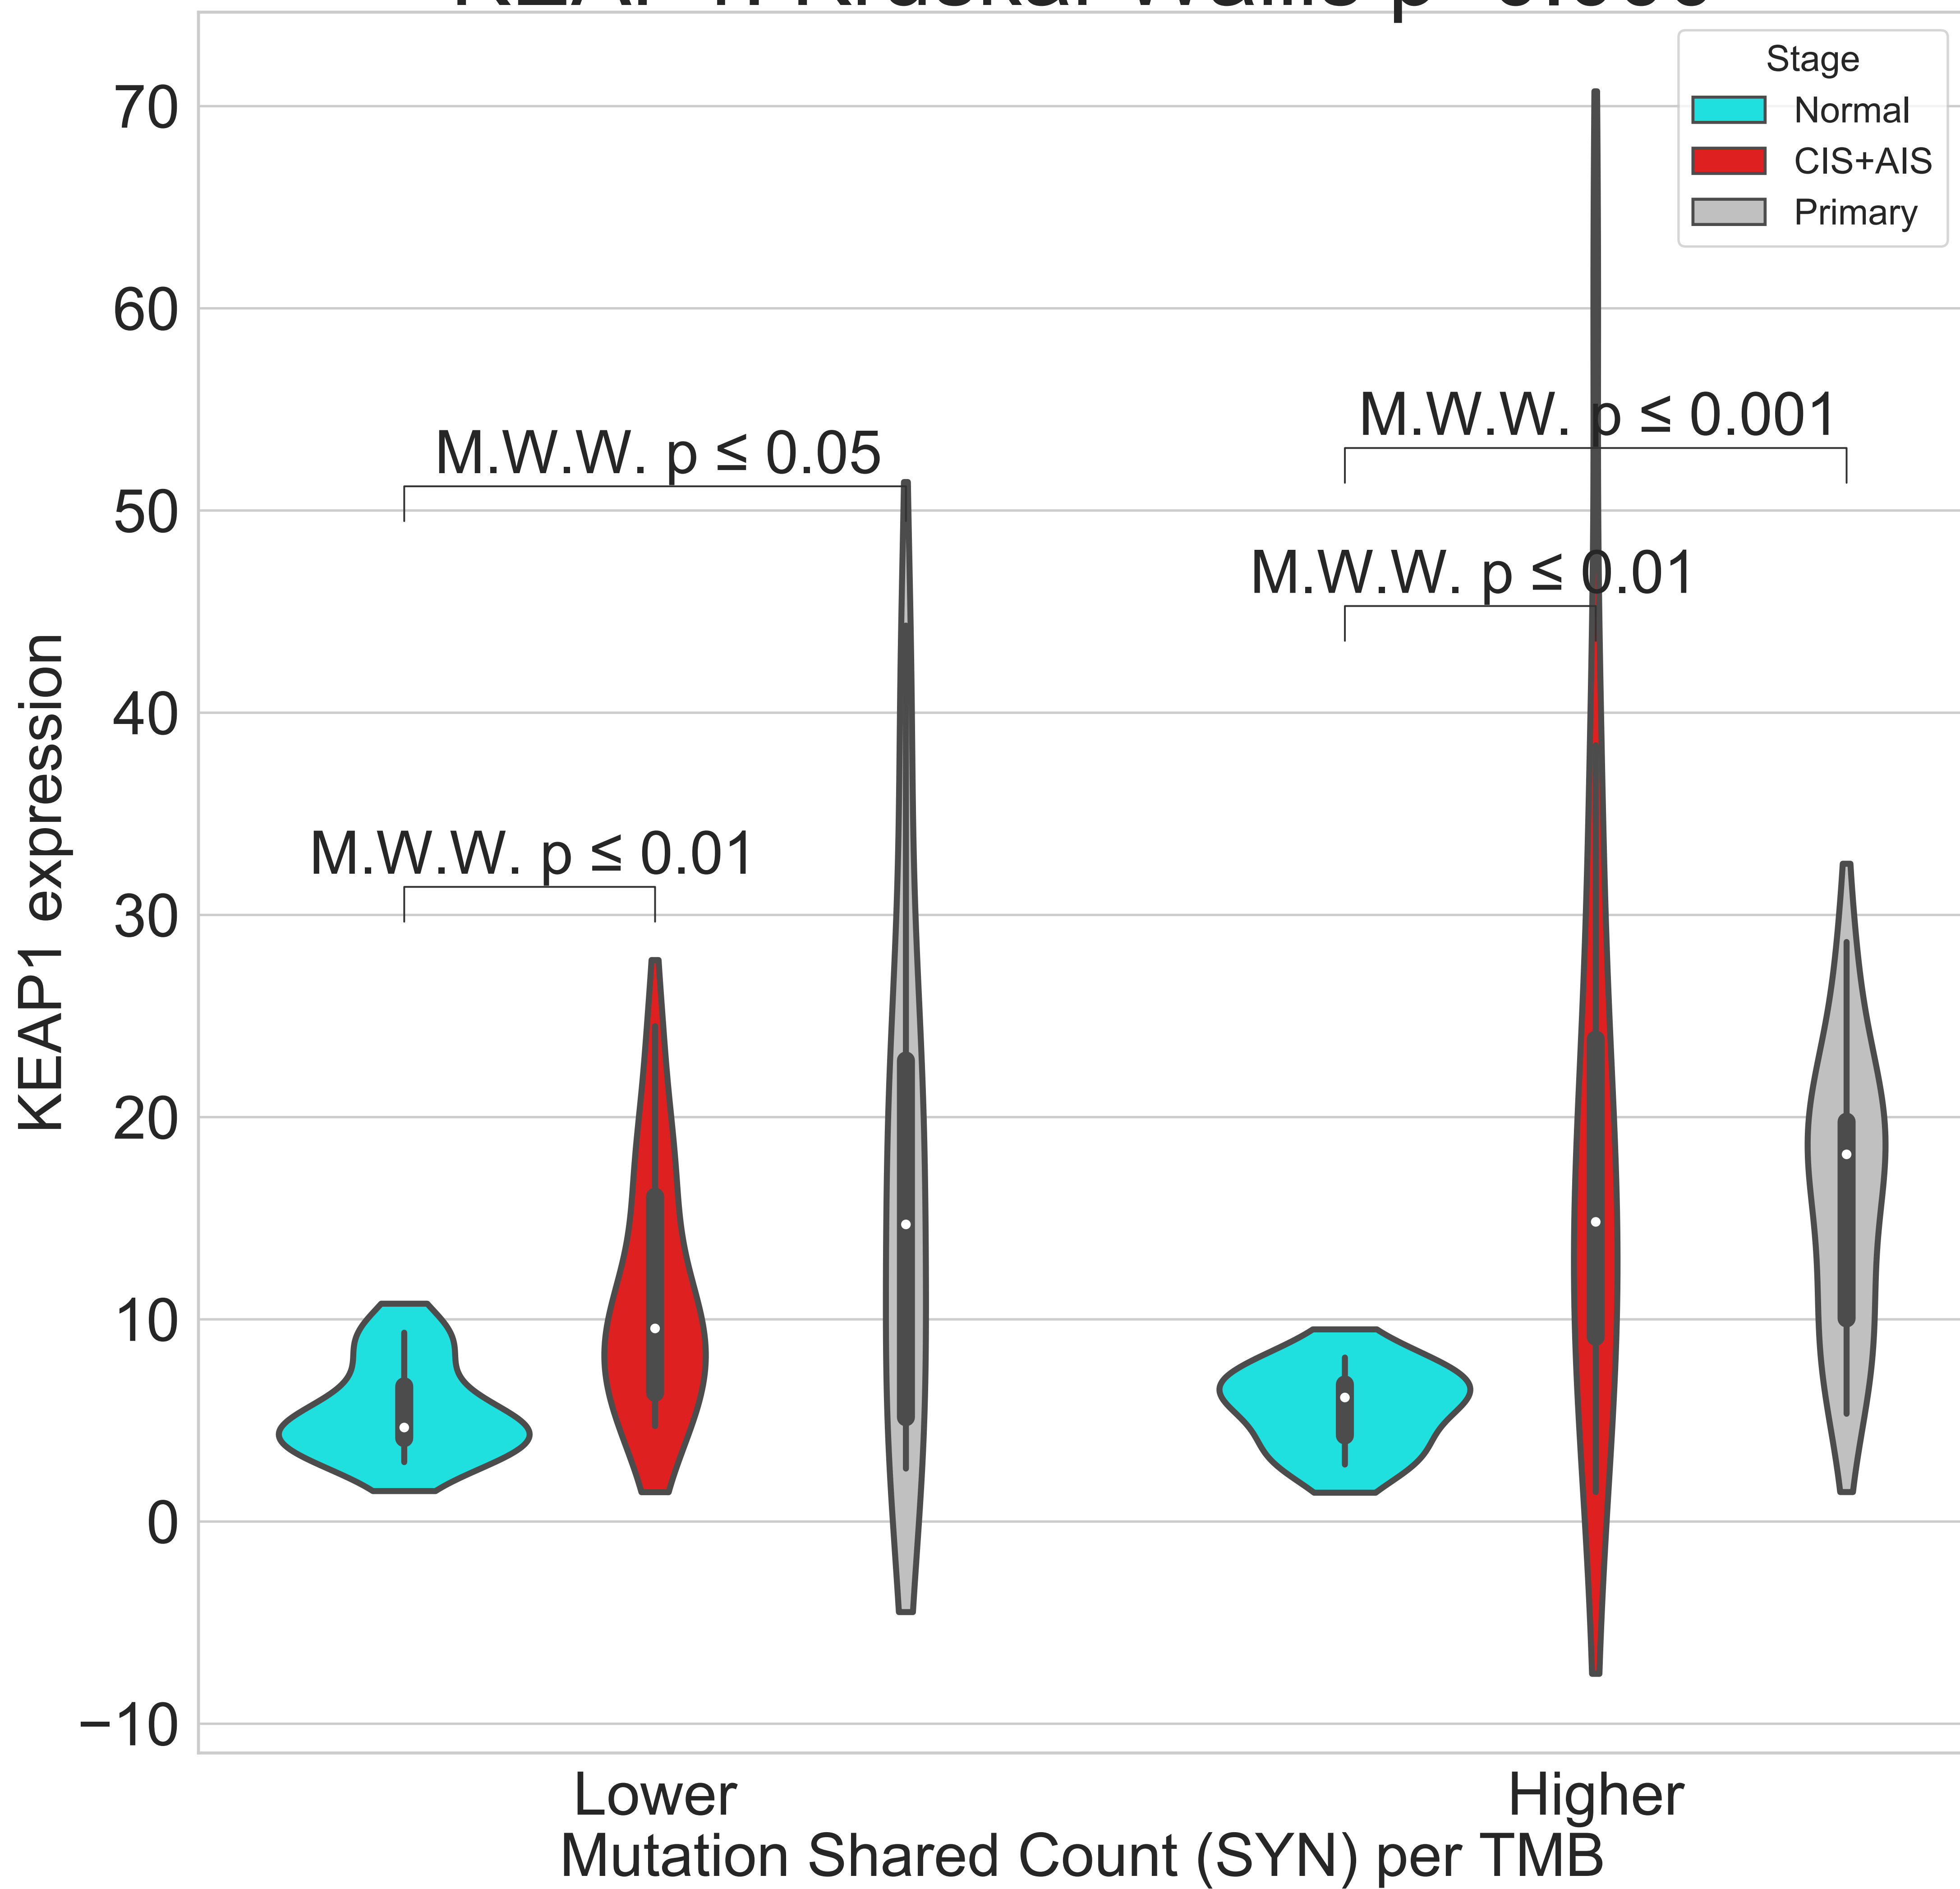 Stage
Normal
CIS+AIS
Primary
70
60
50
40
30
20
10
0
−10
KEAP1 expression
M.W.W. p ≤ 0.05
M.W.W. p ≤ 0.001
M.W.W. p ≤ 0.01
M.W.W. p ≤ 0.01
Lower
Higher
Mutation Shared Count (SYN) per TMB